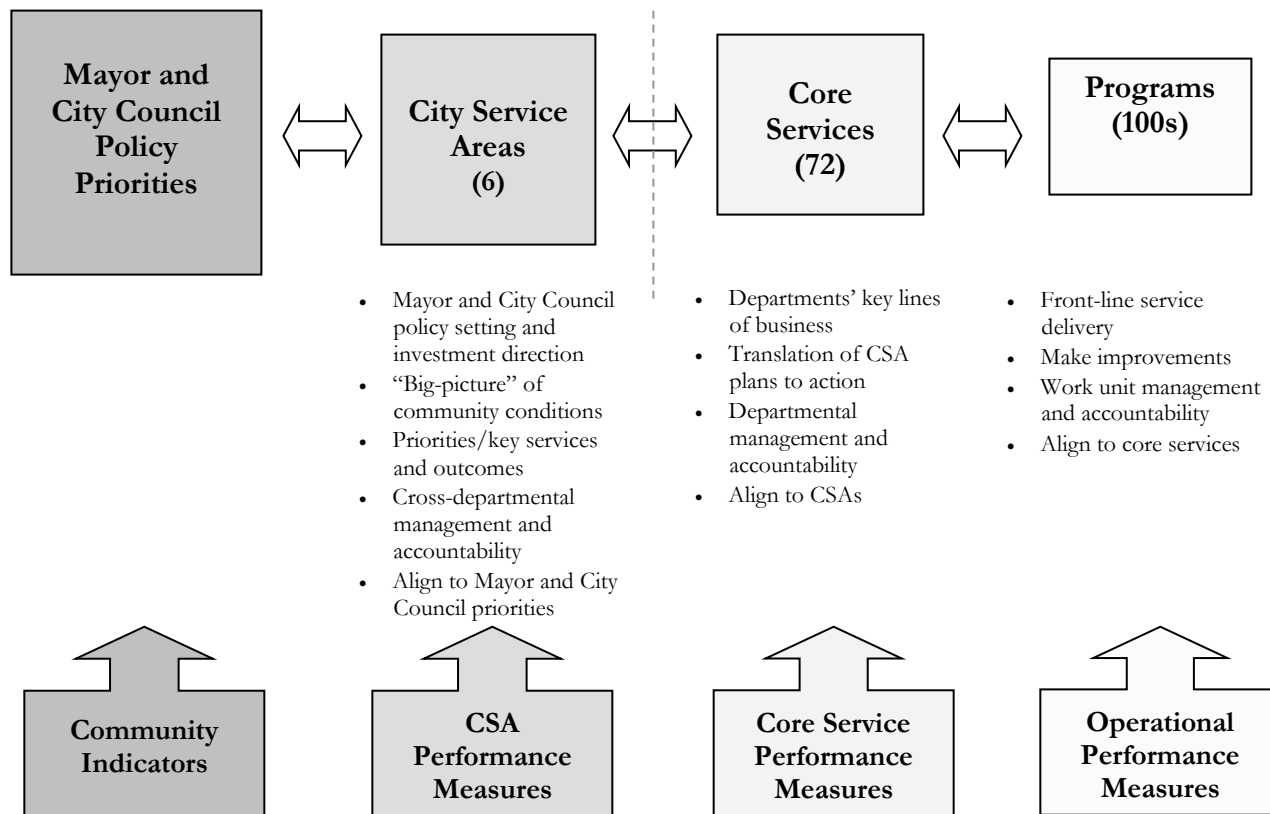 Mayor and
City Council
Policy
Priorities
City Service
Areas
(6)
Core
Services
(72)
Programs
(100s)
• Mayor and City Council
policy setting and
investment direction
• “Big-picture” of
community conditions
• Priorities/key services
and outcomes
• Cross-departmental
management and
accountability
• Align to Mayor and City
Council priorities
• Departments’ key lines
of business
• Translation of CSA
plans to action
• Departmental
management and
accountability
• Align to CSAs
• Front-line service
delivery
• Make improvements
• Work unit management
and accountability
• Align to core services
Community
Indicators
CSA
Performance
Measures
Core Service
Performance
Measures
Operational
Performance
Measures